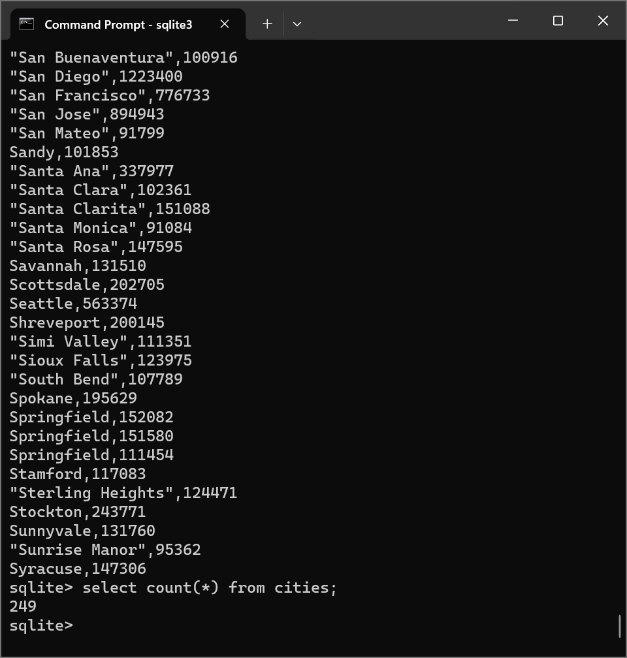 Command Prompt - sqlite3
"San Buenaventura",100916
"San Diego",1223400
"San Francisco",776733
"San Jose",894943
"San Mateo",91799
Sandy,101853
"Santa Ana",337977
"Santa Clara",102361
"Santa Clarita",151088
"Santa Monica",91084
"Santa Rosa",147595
Savannah,131510
Scottsdale,202705
Seattle,563374
Shreveport,200145
"Simi Valley",111351
"Sioux Falls",123975
"South Bend",107789
Spokane,195629
Springfield,152082
Springfield,151580
Springfield,111454
Stamford,117083
"Sterling Heights",124471
Stockton,243771
Sunnyvale,131760
"Sunrise Manor",95362
Syracuse,147306
sqlite> select count(*) from cities;
249
sqlite>